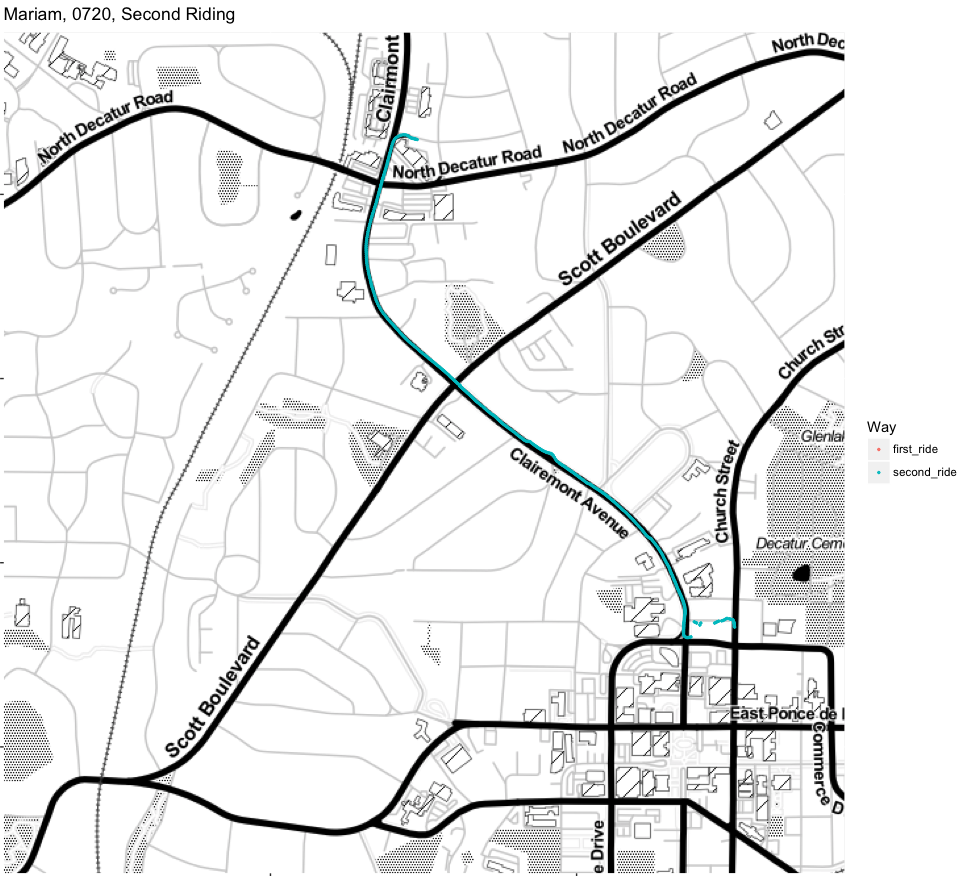 Mariam, 0720, Second Riding
North Dec
Clairmont
North Decatur Road
North Decatur Road
North Decatur Road
Scott Boulevard
Church Str
Way
first_ride
second_ride
Glenla
Church Street
Clairemont Avenue
Decatur Cem
Scott Boulevard
East Ponce de
Commerce
D
e Drive